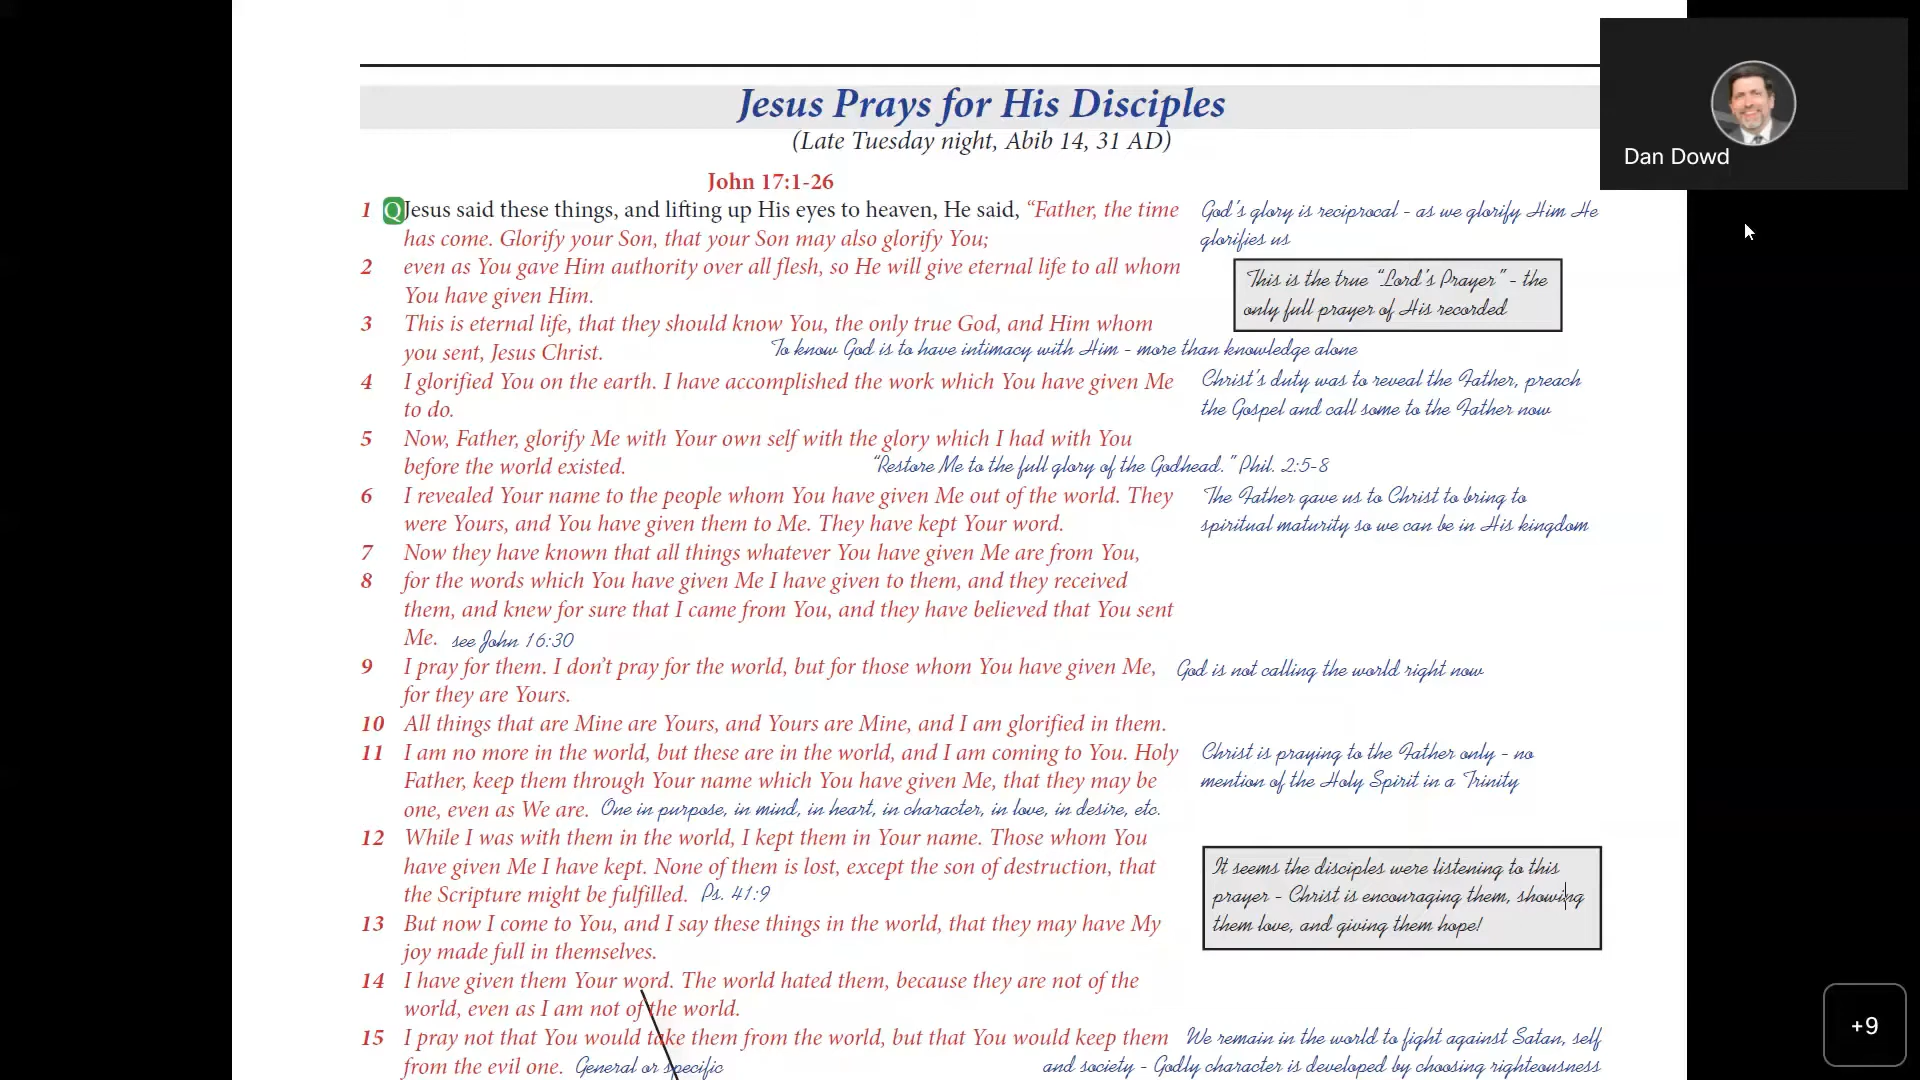 Jesus Prays for His Disciples
(Late Tuesday night, Abib 14, 31 AD)
Dan Dowd
John 17:1-26
1 Q Jesus said these things, and lifting up His eyes to heaven, He said, “Father, the time
has come. Glorify your Son, that your Son may also glorify You;
God's glory is reciprocal - as we glorify Him He
glorifies us
2 even as You gave Him authority over all flesh, so He will give eternal life to all whom
You have given Him.
This is the true “Lord's Prayer” - the
only full prayer of His recorded
3 This is eternal life, that they should know You, the only true God, and Him whom
you sent, Jesus Christ. To know God is to have intimacy with Him - more than knowledge alone
4 I glorified You on the earth. I have accomplished the work which You have given Me
to do.
Christ's duty was to reveal the Father, preach
the Gospel and call some to the Father now
5 Now, Father, glorify Me with Your own self with the glory which I had with You
before the world existed. “Restore Me to the full glory of the Godhead.” Phil. 2:5-8
6 I revealed Your name to the people whom You have given Me out of the world. They
were Yours, and You have given them to Me. They have kept Your word.
The Father gave us to Christ to bring to
spiritual maturity so we can be in His kingdom
7 Now they have known that all things whatever You have given Me are from You,
8 for the words which You have given Me I have given to them, and they received
them, and knew for sure that I came from You, and they have believed that You sent
Me. see John 16:30
9 I pray for them. I don't pray for the world, but for those whom You have given Me,
for they are Yours.
God is not calling the world right now
10 All things that are Mine are Yours, and Yours are Mine, and I am glorified in them.
11 I am no more in the world, but these are in the world, and I am coming to You. Holy
Father, keep them through Your name which You have given Me, that they may be
one, even as We are. One in purpose, in mind, in heart, in character, in love, in desire, etc.
Christ is praying to the Father only - no
mention of the Holy Spirit in a Trinity
12 While I was with them in the world, I kept them in Your name. Those whom You
have given Me I have kept. None of them is lost, except the son of destruction, that
the Scripture might be fulfilled. Ps. 41:9
It seems the disciples were listening to this
prayer - Christ is encouraging them, showing
them love, and giving them hope!
13 But now I come to You, and I say these things in the world, that they may have My
joy made full in themselves.
14 I have given them Your word. The world hated them, because they are not of the
world, even as I am not of the world.
15 I pray not that You would take them from the world, but that You would keep them
from the evil one. General or specific
We remain in the world to fight against Satan, self
and society - Godly character is developed by choosing righteousness
+9